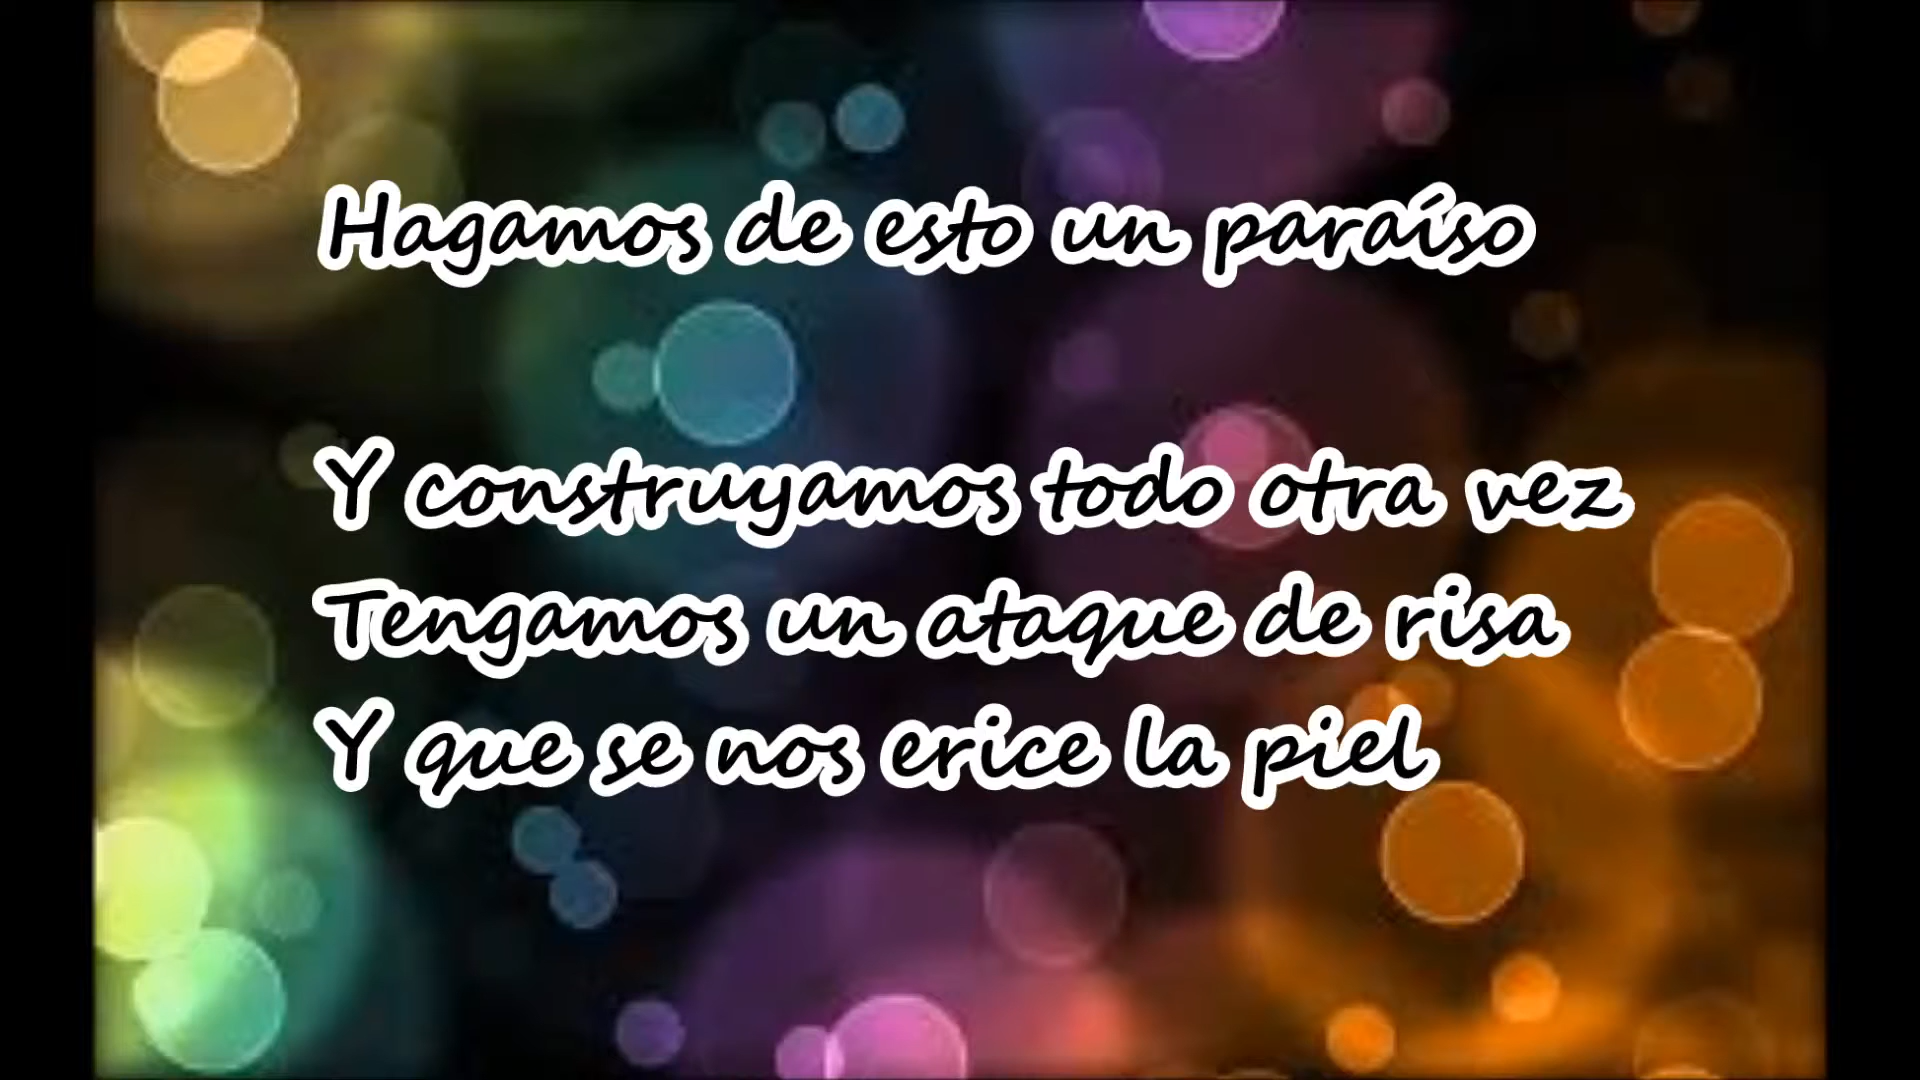 Hagamos de esto un paraíso
Y construyamos todo otra vez
Tengamos un ataque de risa
Y que se nos erice la piel